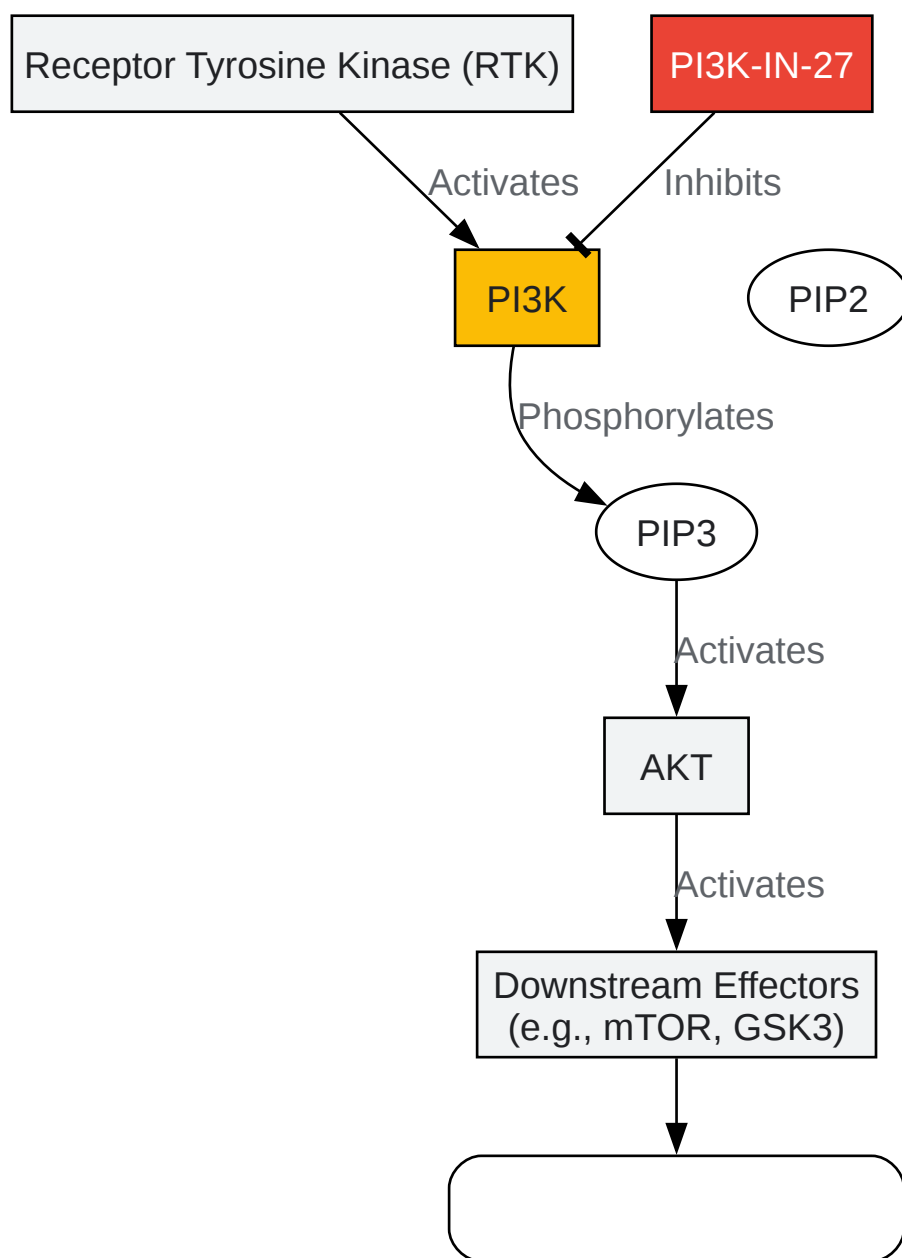 Receptor Tyrosine Kinase (RTK)
PI3K-IN-27
Activates
Inhibits
PI3K
PIP2
Phosphorylates
PIP3
Activates
AKT
Activates
Downstream Effectors
(e.g., mTOR, GSK3)